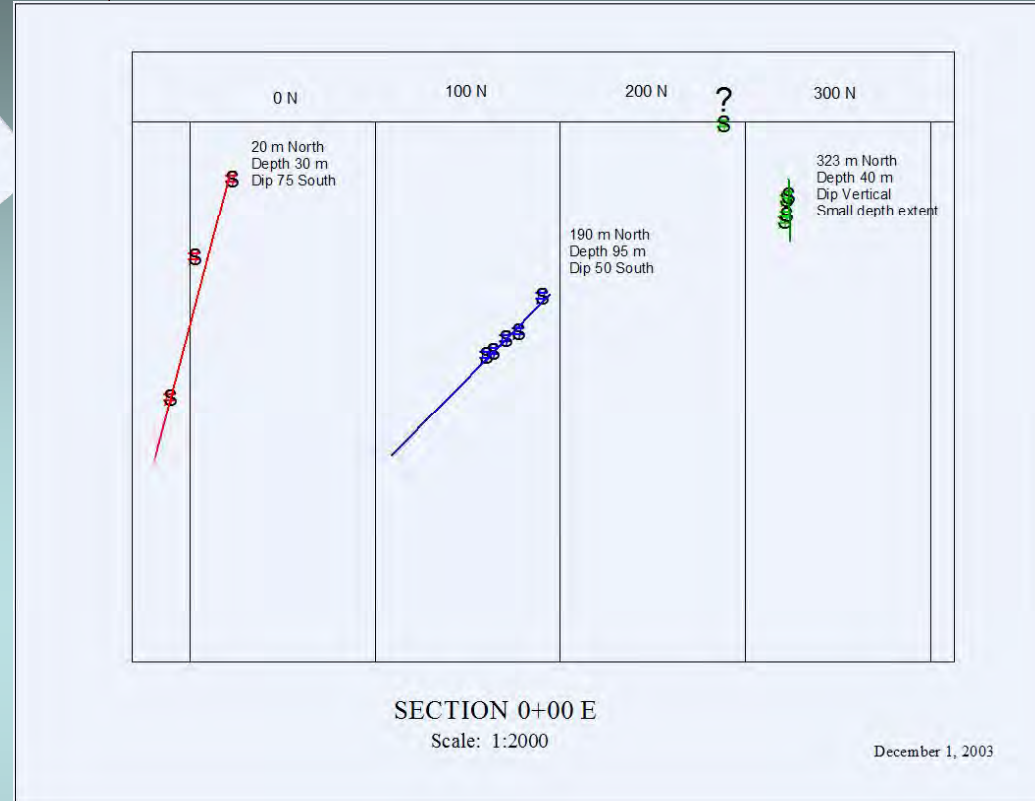 0 N
100 N
200 N
?
300 N
S
20 m North
Depth 30 m
Dip 75 South
S
S
S
323 m North
Depth 40 m
Dip Vertical
Small depth extent
S
S
S
190 m North
Depth 95 m
Dip 50 South
S
S
S
S
S
SECTION 0+00 E
Scale: 1:2000
December 1, 2003